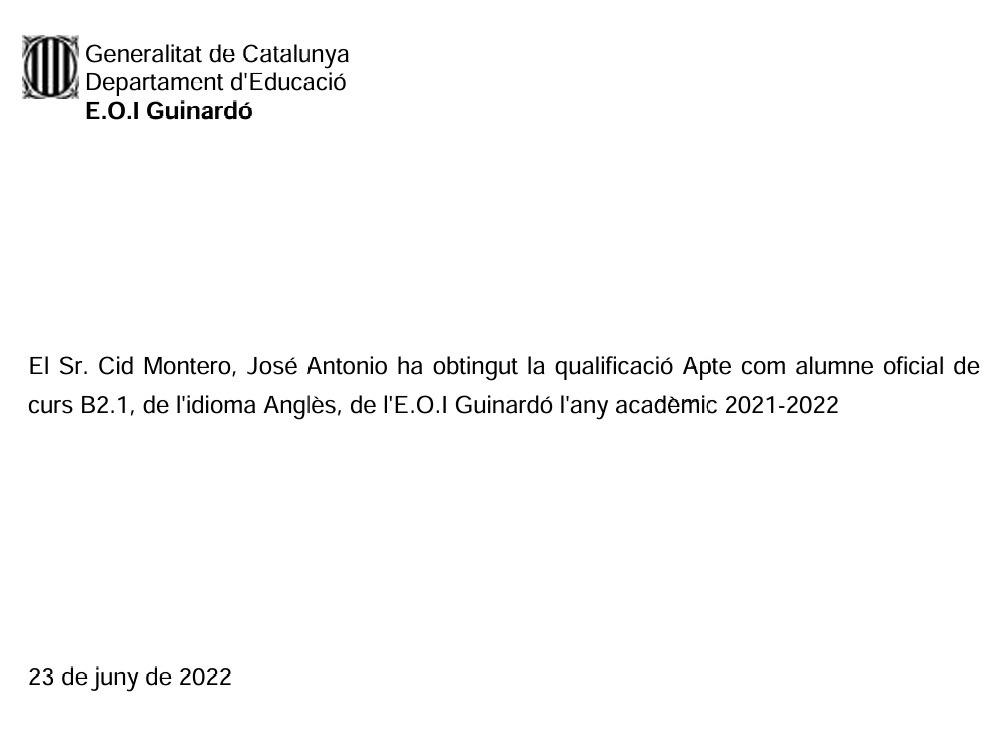 Generalitat de Catalunya
Departament d'Educació
E.O.I Guinardó
El Sr. Cid Montero, José Antonio ha obtingut la qualificació Apte com alumne oficial de
curs B2.1, de l'idioma Anglès, de l'E.O.I Guinardó l'any acadèmic 2021-2022
23 de juny de 2022